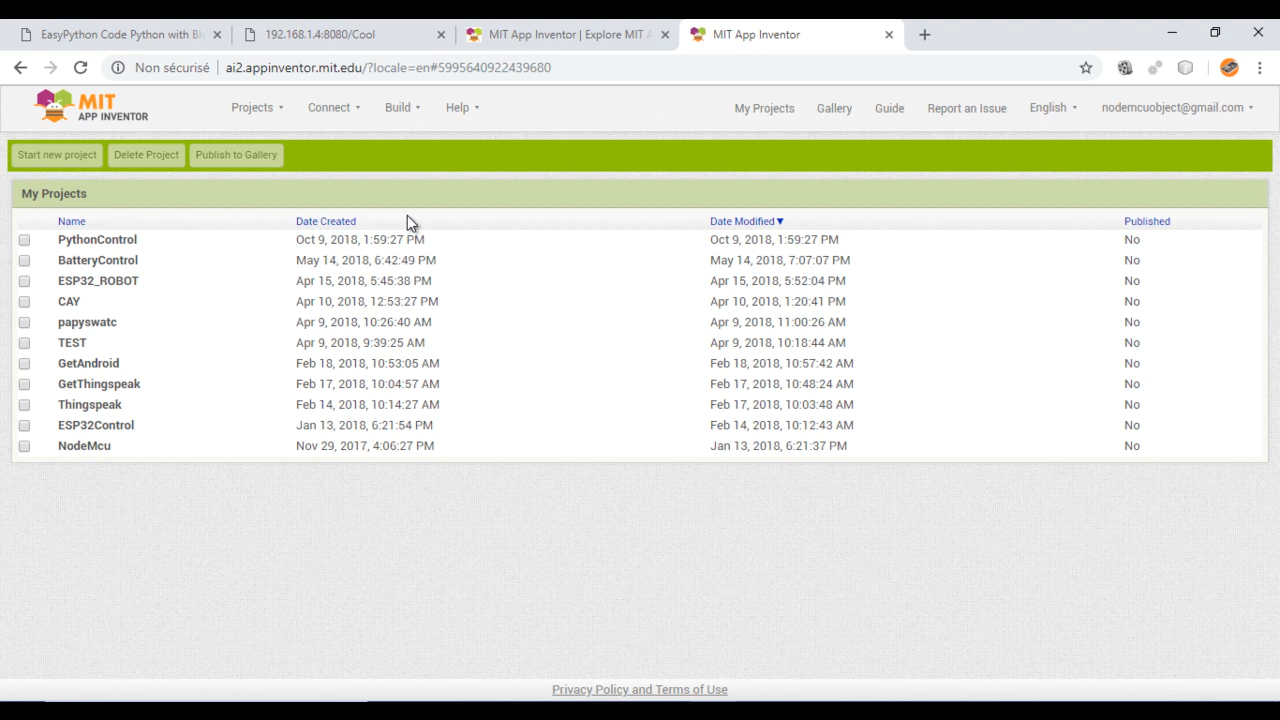 EasyPython Code Python with Bl
192.168.1.4:8080/Cool
MIT App Inventor | Explore MIT A
MIT App Inventor
Non sécurisé
ai2.appinventor.mit.edu/?locale=en#5995640922439680
MIT APP INVENTOR
Projects
Connect
Build
Help
My Projects
Gallery
Guide
Report an Issue
English
nodemcuobject@gmail.com
Start new project
Delete Project
Publish to Gallery
My Projects
Name Date Created Date Modified▼ Published
PythonControl Oct 9, 2018, 1:59:27 PM Oct 9, 2018, 1:59:27 PM No
BatteryControl May 14, 2018, 6:42:49 PM May 14, 2018, 7:07:07 PM No
ESP32_ROBOT Apr 15, 2018, 5:45:38 PM Apr 15, 2018, 5:52:04 PM No
CAY Apr 10, 2018, 12:53:27 PM Apr 10, 2018, 1:20:41 PM No
papyswatc Apr 9, 2018, 10:26:40 AM Apr 9, 2018, 11:00:26 AM No
TEST Apr 9, 2018, 9:39:25 AM Apr 9, 2018, 10:18:44 AM No
GetAndroid Feb 18, 2018, 10:53:05 AM Feb 18, 2018, 10:57:42 AM No
GetThingspeak Feb 17, 2018, 10:04:57 AM Feb 17, 2018, 10:48:24 AM No
Thingspeak Feb 14, 2018, 10:14:27 AM Feb 17, 2018, 10:03:48 AM No
ESP32Control Jan 13, 2018, 6:21:54 PM Feb 14, 2018, 10:12:43 AM No
NodeMcu Nov 29, 2017, 4:06:27 PM Jan 13, 2018, 6:21:37 PM No
Privacy Policy and Terms of Use